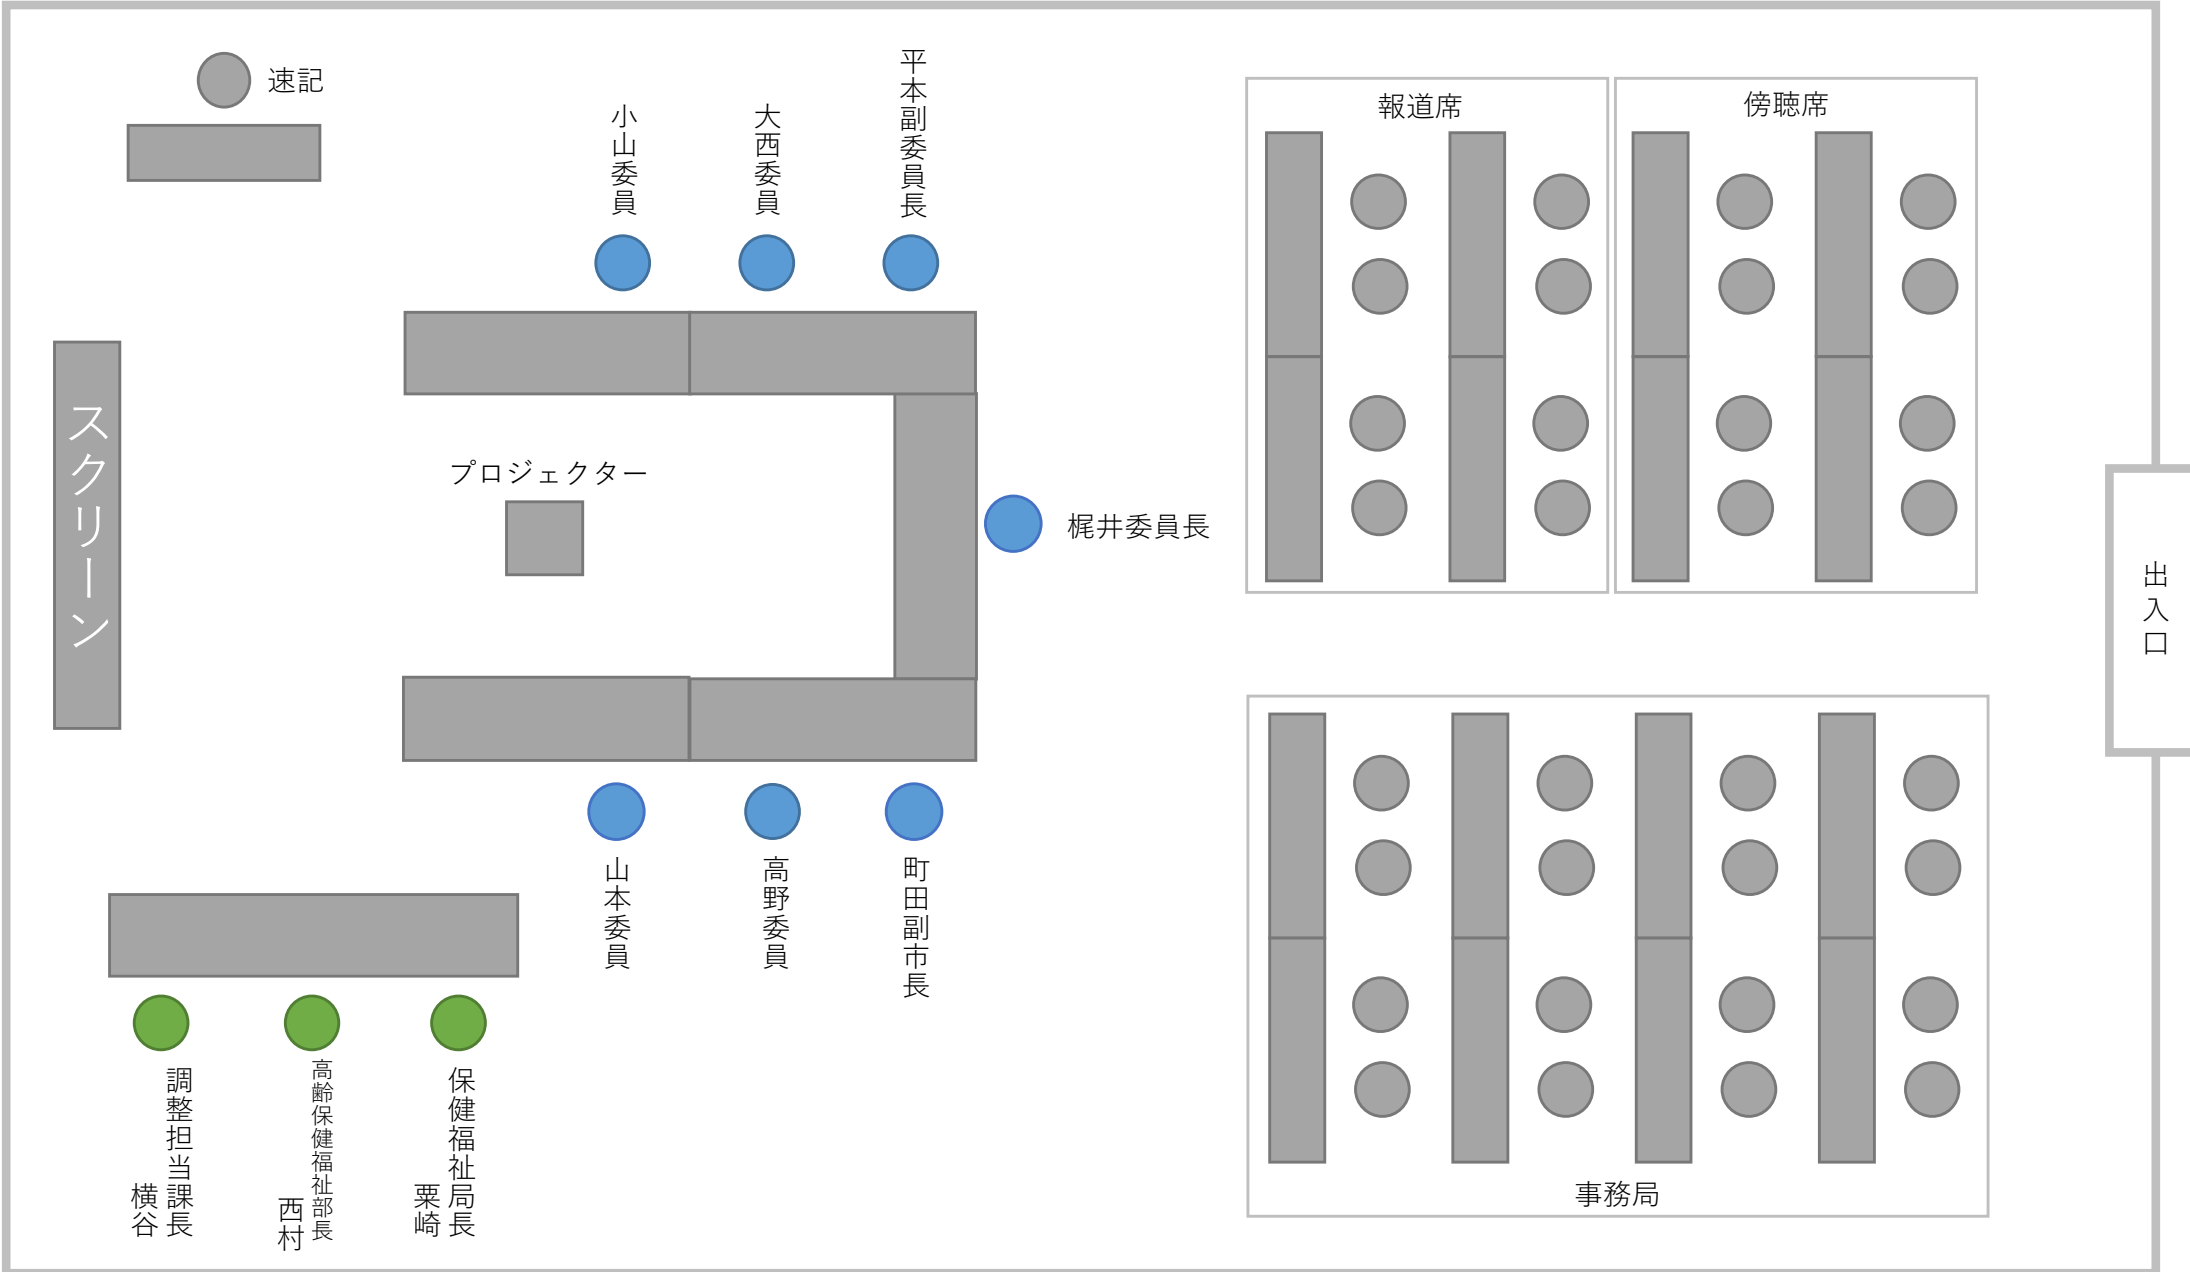 速記
小山委員
大西委員
平本副委員長
報道席
傍聴席
スクリーン
プロジェクター
梶井委員長
出入口
山本委員
高野委員
町田副市長
調整担当課長
横谷
高齢保健福祉部長
西村
保健福祉局長
粟崎
事務局